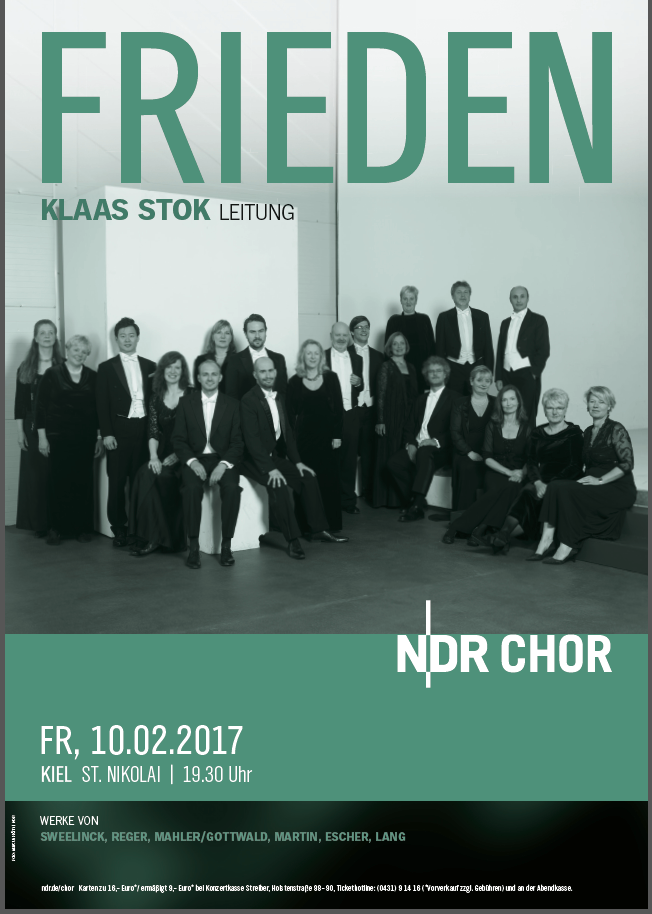 FRIEDEN
KLAAS STOK LEITUNG
NDR CHOR
FR, 10.02.2017
KIEL ST. NIKOLAI | 19.30 Uhr
WERKE VON
SWEELINCK, REGER, MAHLER/GOTTWALD, MARTIN, ESCHER, LANG
ndr.de/chor Karten zu 16,- Euro*/ ermäßigt 9,- Euro* bei Konzertkasse Streiber, Holstenstraße 88–90, Tickethotline: (0431) 9 14 16 (*Vorverkauf zzgl. Gebühren) und an der Abendkasse.